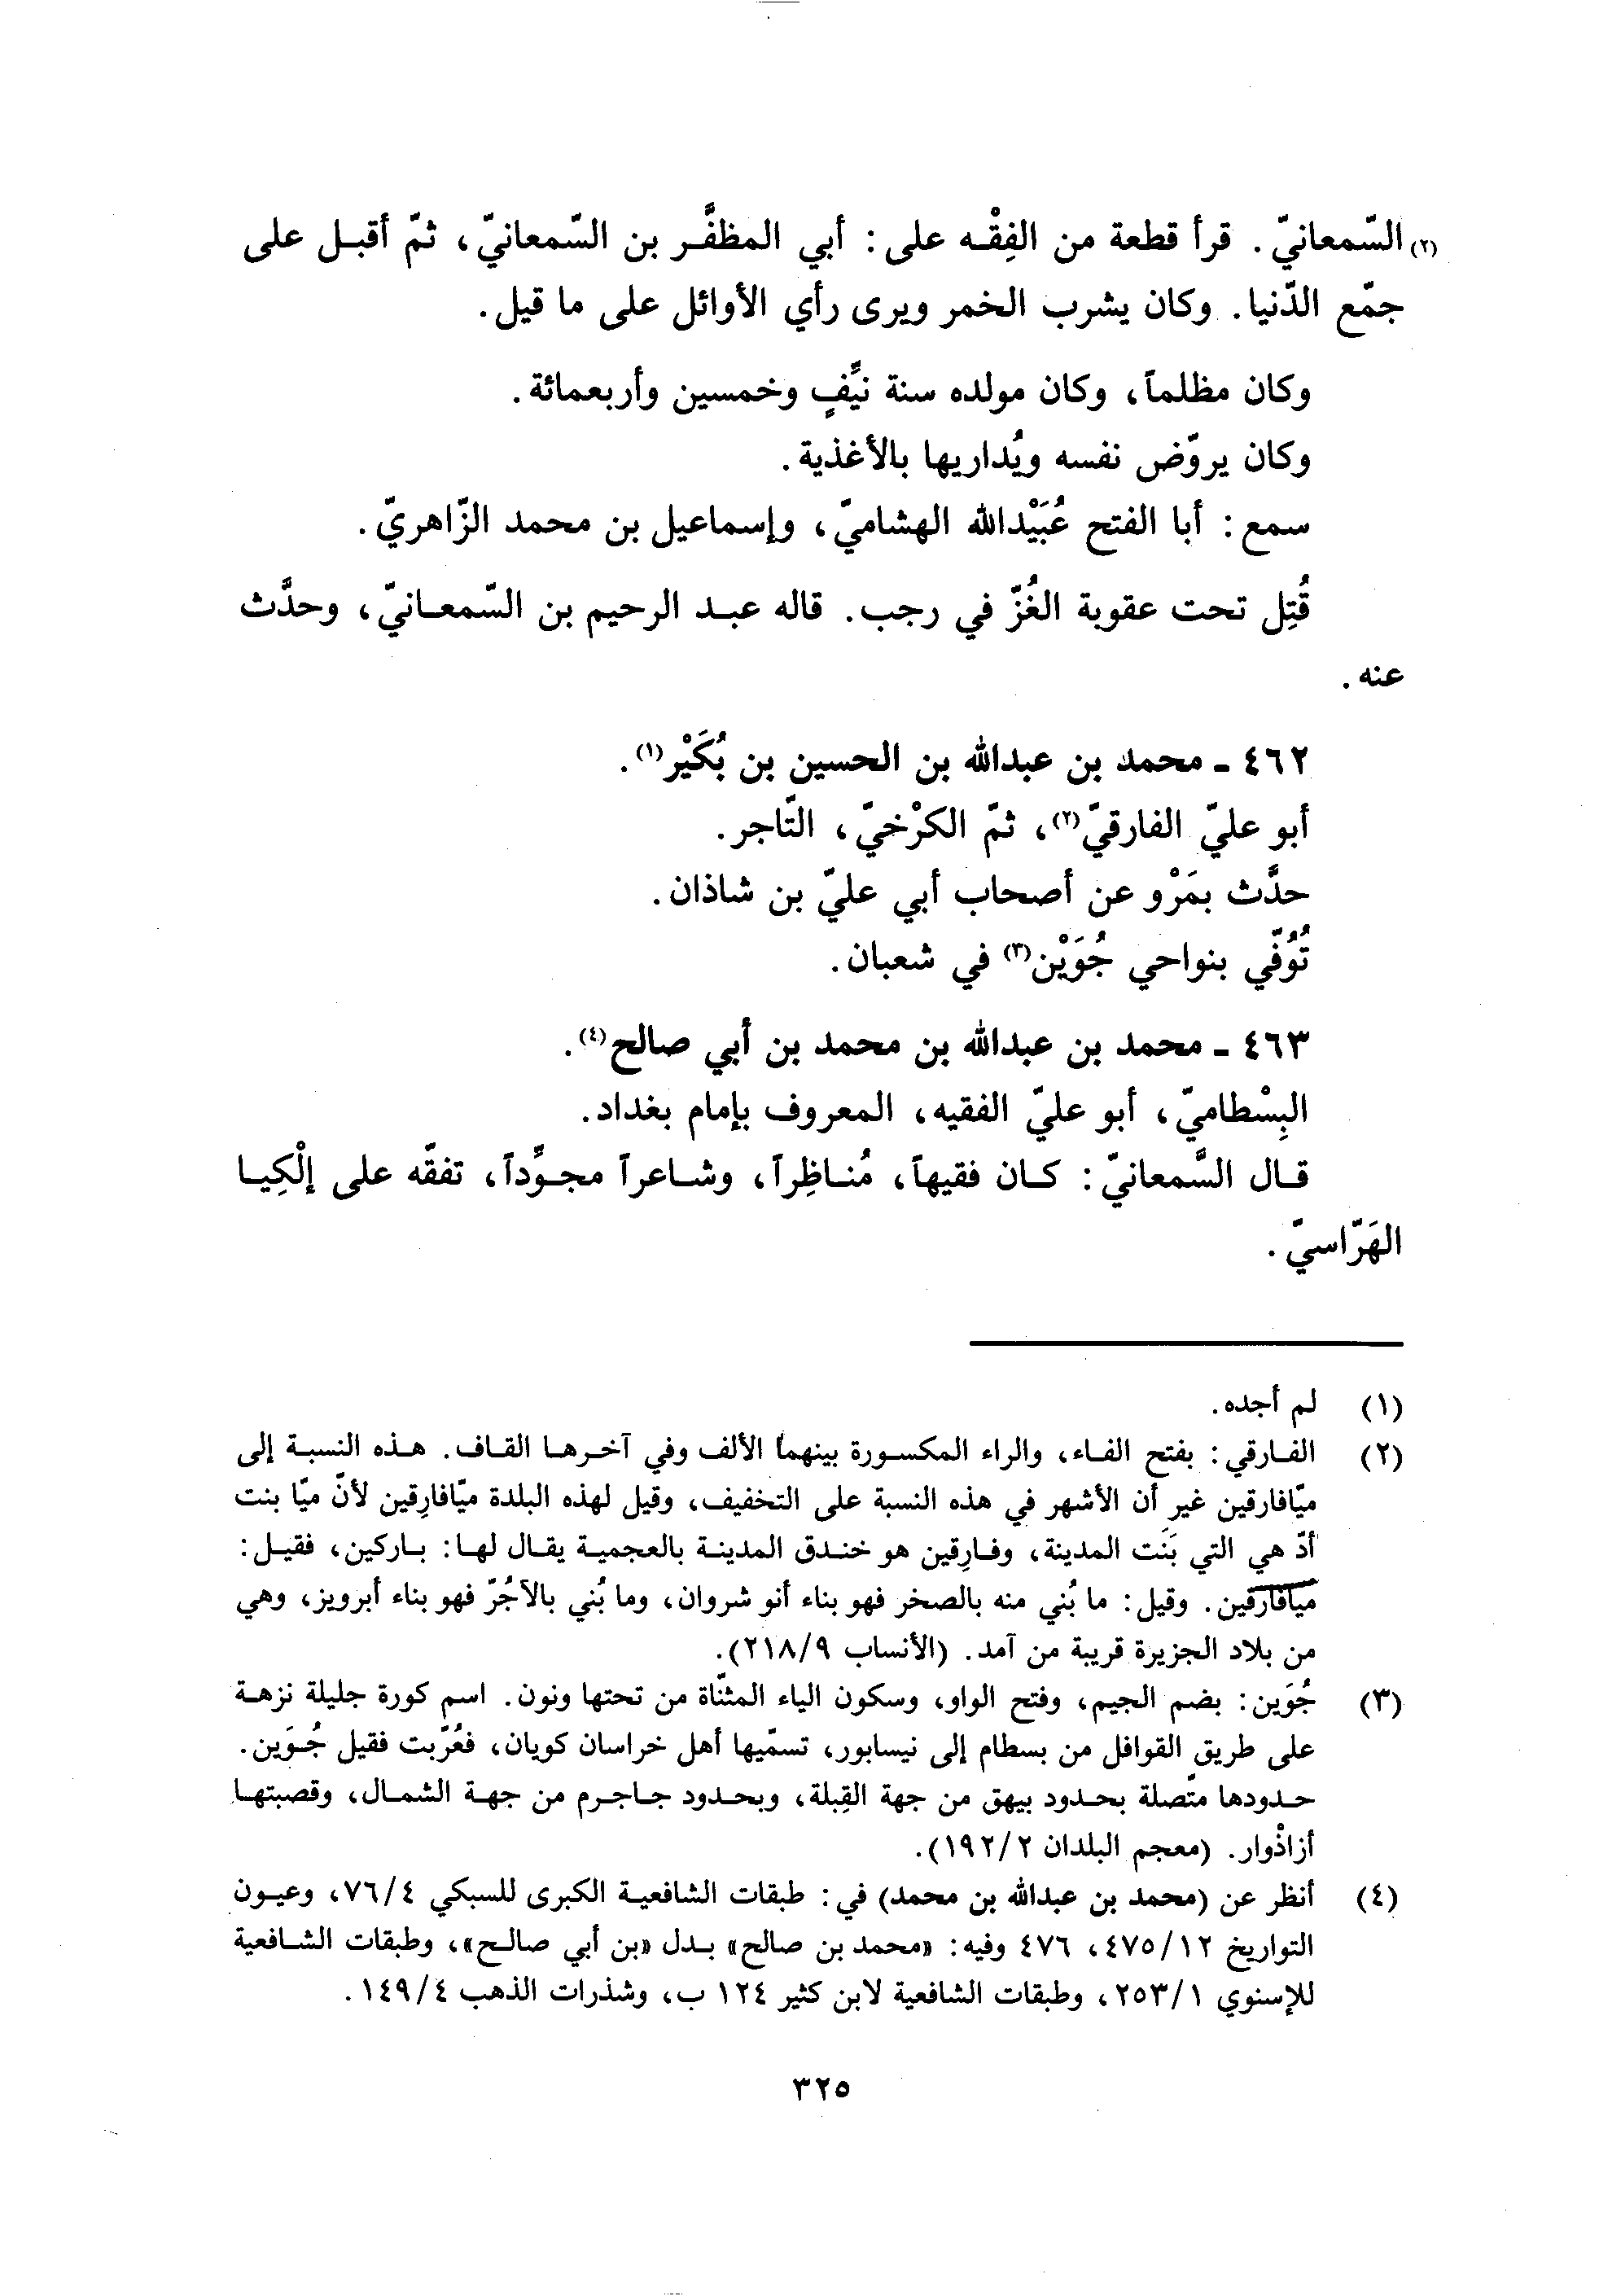 (٢) السّمعانيّ. قرأ قطعة من الفِقْه على: أبي المظفَّر بن السّمعانيّ، ثمّ أقبل على
جمّع الدّنيا. وكان يشرب الخمر ويرى رأي الأوائل على ما قيل.
وكان مظلماً، وكان مولده سنة نيِّفٍ وخمسين وأربعمائة.
وكان يروّض نفسه ويُداريها بالأغذية.
سمع: أبا الفتح عُبَيْدالله الهشاميّ، وإسماعيل بن محمد الزّاهريّ.
قُتِل تحت عقوبة الغُزّ في رجب. قاله عبد الرحيم بن السّمعانيّ، وحدَّث
عنه.
٤٦٢ ـ محمد بن عبدالله بن الحسين بن بُكَيْر(١).
أبو عليّ الفارقيّ(٢)، ثمّ الكرْخيّ، التّاجر.
حدَّث بمَرْو عن أصحاب أبي عليّ بن شاذان.
تُوُفّي بنواحي جُوَيْن(٣) في شعبان.
٤٦٣ ـ محمد بن عبدالله بن محمد بن أبي صالح(٤).
البِسْطاميّ، أبو عليّ الفقيه، المعروف بإمام بغداد.
قال السَّمعانيّ: كان فقيهاً، مُناظِراً، وشاعراً مجوِّداً، تفقّه على إلْكِيا
الهَرّاسيّ.
(١) لم أجده.
(٢) الفارقي: بفتح الفاء، والراء المكسورة بينهما الألف وفي آخرها القاف. هذه النسبة إلى
ميّافارقين غير أن الأشهر في هذه النسبة على التخفيف، وقيل لهذه البلدة ميّافارِقين لأنّ ميّا بنت
أدّ هي التي بَنَت المدينة، وفارِقين هو خندق المدينة بالعجمية يقال لها: باركين، فقيل:
ميافارقين. وقيل: ما بُني منه بالصخر فهو بناء أنو شروان، وما بُني بالآجُرّ فهو بناء أبرويز، وهي
من بلاد الجزيرة قريبة من آمد. (الأنساب ٢١٨/٩).
(٣) جُوَين: بضم الجيم، وفتح الواو، وسكون الياء المثنّاة من تحتها ونون. اسم كورة جليلة نزهة
على طريق القوافل من بسطام إلى نيسابور، تسمّيها أهل خراسان كويان، فعُرّبت فقيل جُوَين.
حدودها متّصلة بحدود بيهق من جهة القِبلة، وبحدود جاجرم من جهة الشمال، وقصبتها
أزاذْوار. (معجم البلدان ١٩٢/٢).
(٤) أنظر عن (محمد بن عبدالله بن محمد) في: طبقات الشافعية الكبرى للسبكي ٧٦/٤، وعيون
التواريخ ٤٧٥/١٢، ٤٧٦ وفيه: «محمد بن صالح» بدل «بن أبي صالح»، وطبقات الشافعية
للإسنوي ٢٥٣/١، وطبقات الشافعية لابن كثير ١٢٤ ب، وشذرات الذهب ١٤٩/٤.
٣٢٥